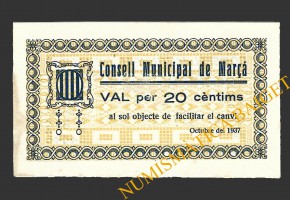 Consell Municipal de Marçà
VAL per 20 cèntims
al sol objecte de facilitar el canvi.
Octubre del 1937
NUMISMATICA BAGET